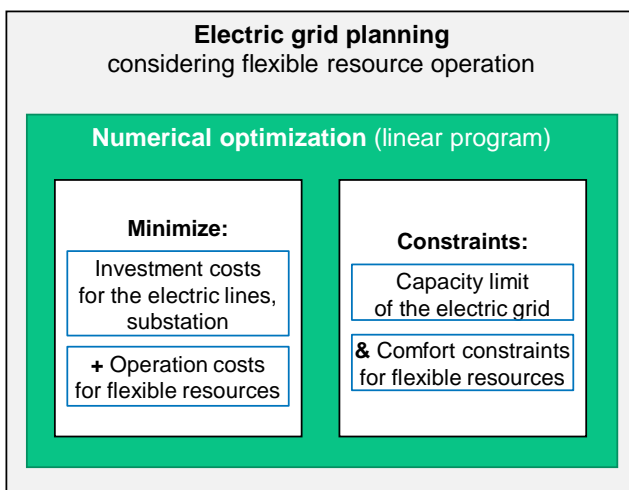 Electric grid planning
considering flexible resource operation
Numerical optimization (linear program)
Minimize:
Investment costs
for the electric lines,
substation
+ Operation costs
for flexible resources
Constraints:
Capacity limit
of the electric grid
& Comfort constraints
for flexible resources